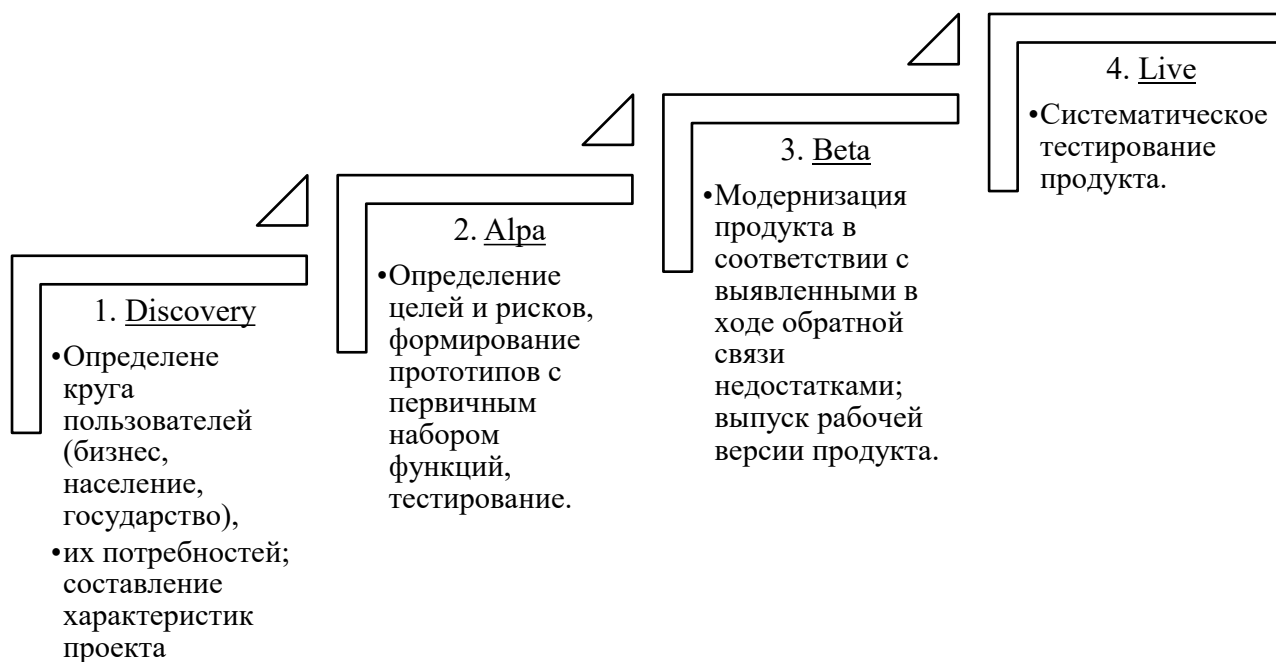 1. Discovery
•Определене
круга
пользователей
(бизнес,
население,
государство),
•их потребностей;
составление
характеристик
проекта
2. Alpa
•Определение
целей и рисков,
формирование
прототипов с
первичным
набором
функций,
тестирование.
3. Beta
•Модернизация
продукта в
соответствии с
выявленными в
ходе обратной
связи
недостатками;
выпуск рабочей
версии продукта.
4. Live
•Систематическое
тестирование
продукта.